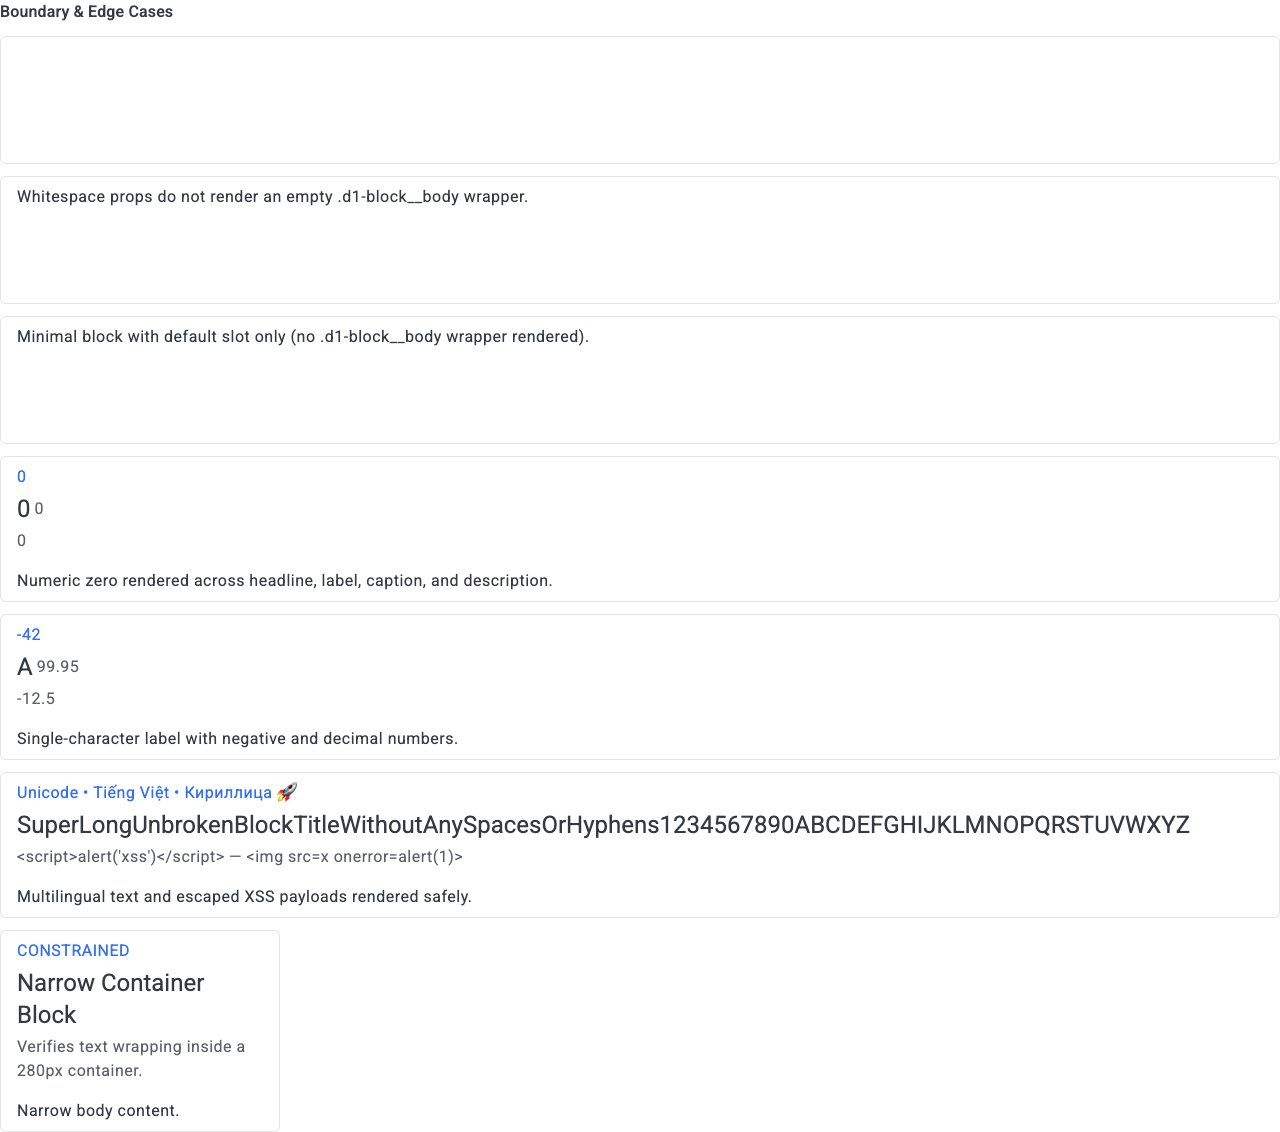 Boundary & Edge Cases
Whitespace props do not render an empty .d1-block__body wrapper.
Minimal block with default slot only (no .d1-block__body wrapper rendered).
0
0 0
0
Numeric zero rendered across headline, label, caption, and description.
-42
A 99.95
-12.5
Single-character label with negative and decimal numbers.
Unicode • Tiếng Việt • Кириллица 🚀
SuperLongUnbrokenBlockTitleWithoutAnySpacesOrHyphens1234567890ABCDEFGHIJKLMNOPQRSTUVWXYZ
<script>alert('xss')</script> — <img src=x onerror=alert(1)>
Multilingual text and escaped XSS payloads rendered safely.
CONSTRAINED
Narrow Container
Block
Verifies text wrapping inside a
280px container.
Narrow body content.